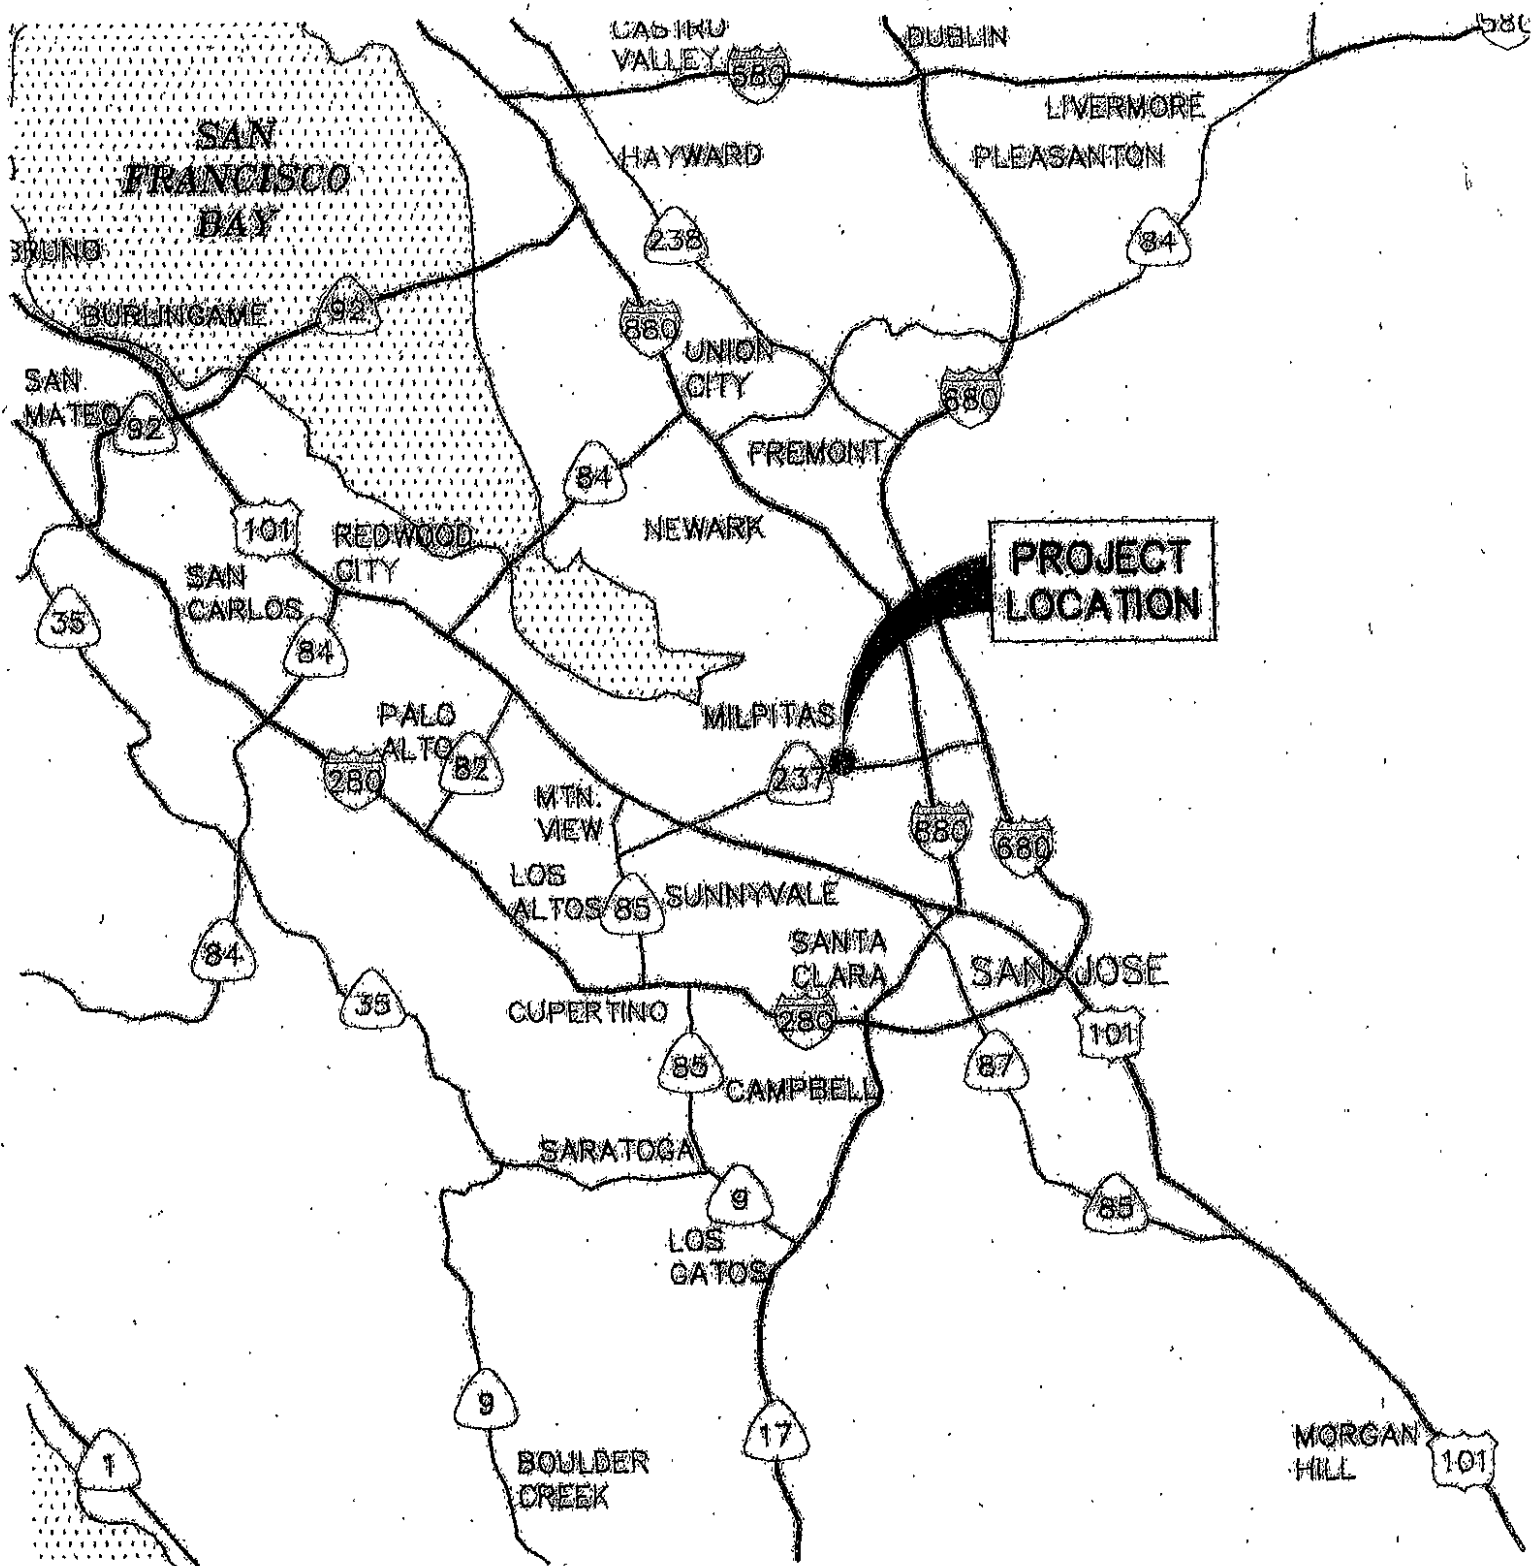 CASTRO
VALLEY
580
DUBLIN
580
LIVERMORE
SAN
FRANCISCO
BAY
HAYWARD
PLEASANTON
238
84
BRUNO
BURLINGAME
92
880
UNION
CITY
SAN
MATEO
92
680
FREMONT
84
101
REDWOOD
CITY
NEWARK
PROJECT
LOCATION
SAN
CARLOS
35
84
PALO
ALTO
MILPITAS
280
82
237
MTN.
VIEW
880
680
LOS
ALTOS
85
SUNNYVALE
84
SANTA
CLARA
SAN JOSE
35
CUPERTINO
280
101
85
87
CAMPBELL
SARATOGA
9
85
LOS
GATOS
9
17
1
BOULDER
CREEK
MORGAN
HILL
101